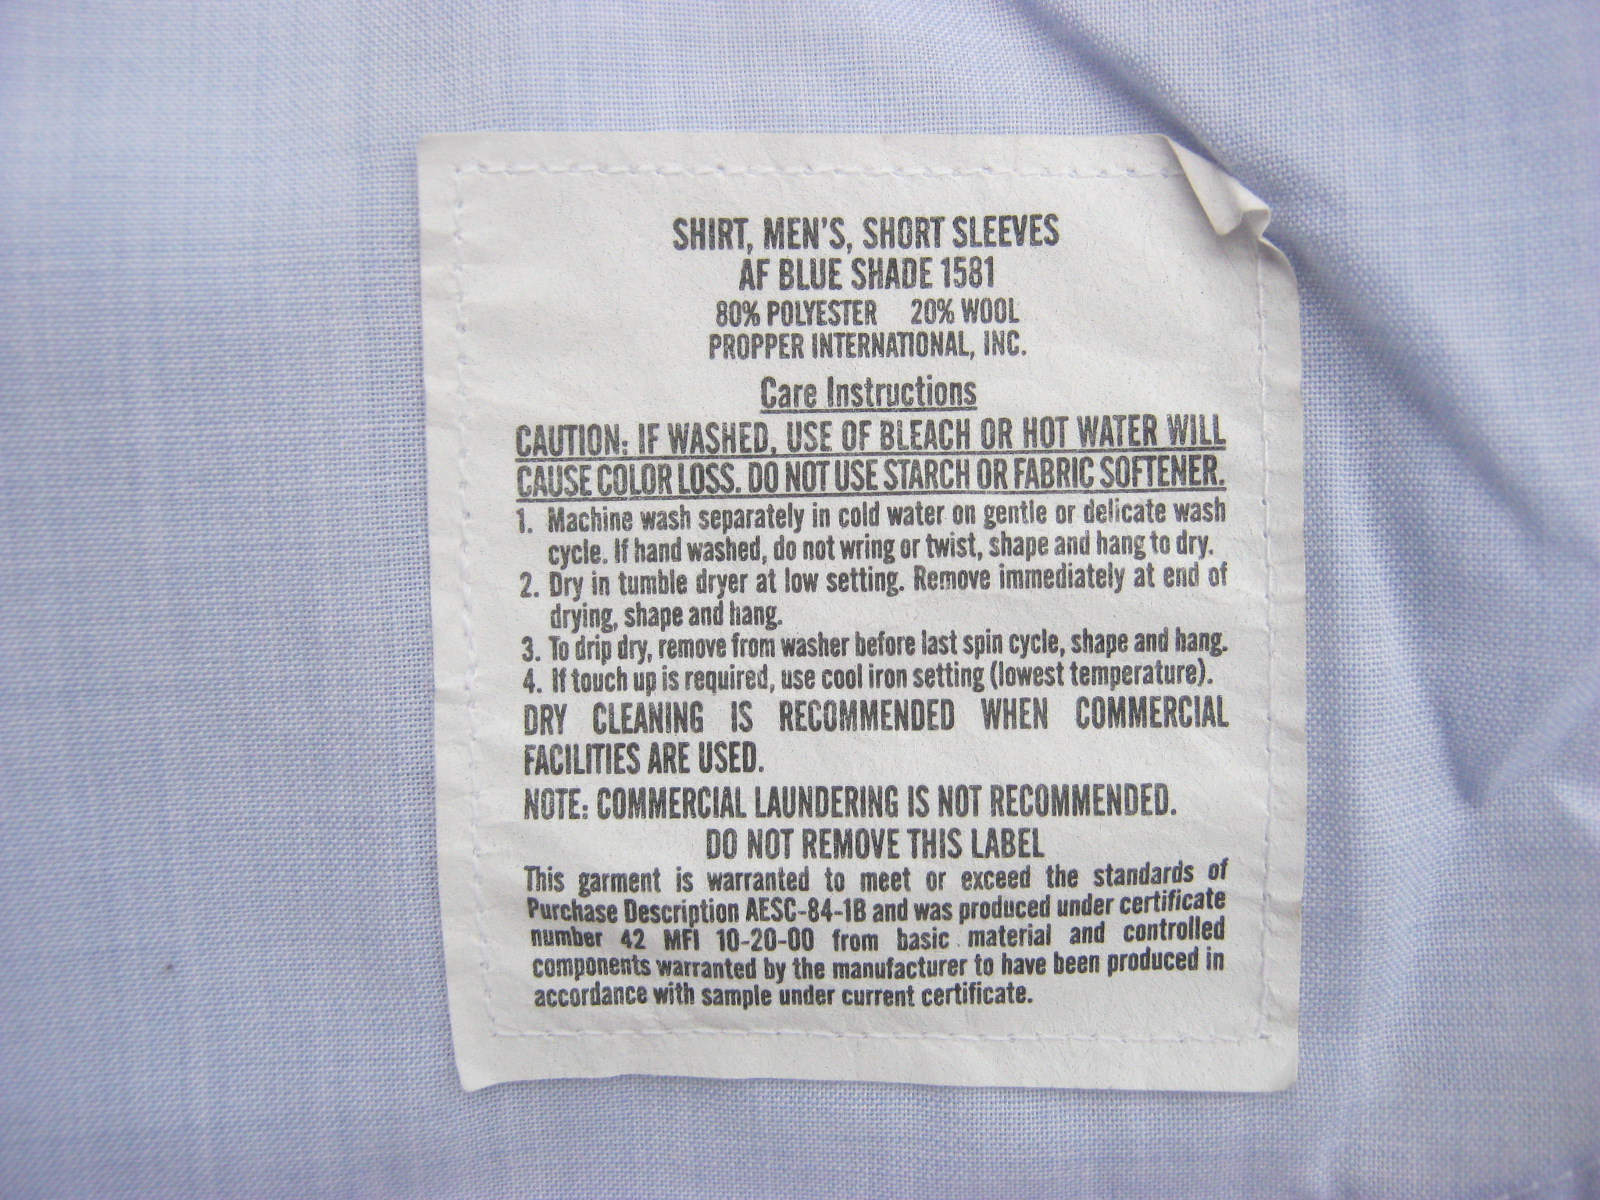 SHIRT, MEN'S, SHORT SLEEVES
AF BLUE SHADE 1581
80% POLYESTER 20% WOOL
PROPPER INTERNATIONAL, INC.
Care Instructions
CAUTION: IF WASHED, USE OF BLEACH OR HOT WATER WILL
CAUSE COLOR LOSS. DO NOT USE STARCH OR FABRIC SOFTENER.
1. Machine wash separately in cold water on gentle or delicate wash
cycle. If hand washed, do not wring or twist, shape and hang to dry.
2. Dry in tumble dryer at low setting. Remove immediately at end of
drying, shape and hang.
3. To drip dry, remove from washer before last spin cycle, shape and hang.
4. If touch up is required, use cool iron setting (lowest temperature).
DRY CLEANING IS RECOMMENDED WHEN COMMERCIAL
FACILITIES ARE USED.
NOTE: COMMERCIAL LAUNDERING IS NOT RECOMMENDED.
DO NOT REMOVE THIS LABEL
This garment is warranted to meet or exceed the standards of
Purchase Description AESC-84-1B and was produced under certificate
number 42 MFI 10-20-00 from basic material and controlled
components warranted by the manufacturer to have been produced in
accordance with sample under current certificate.